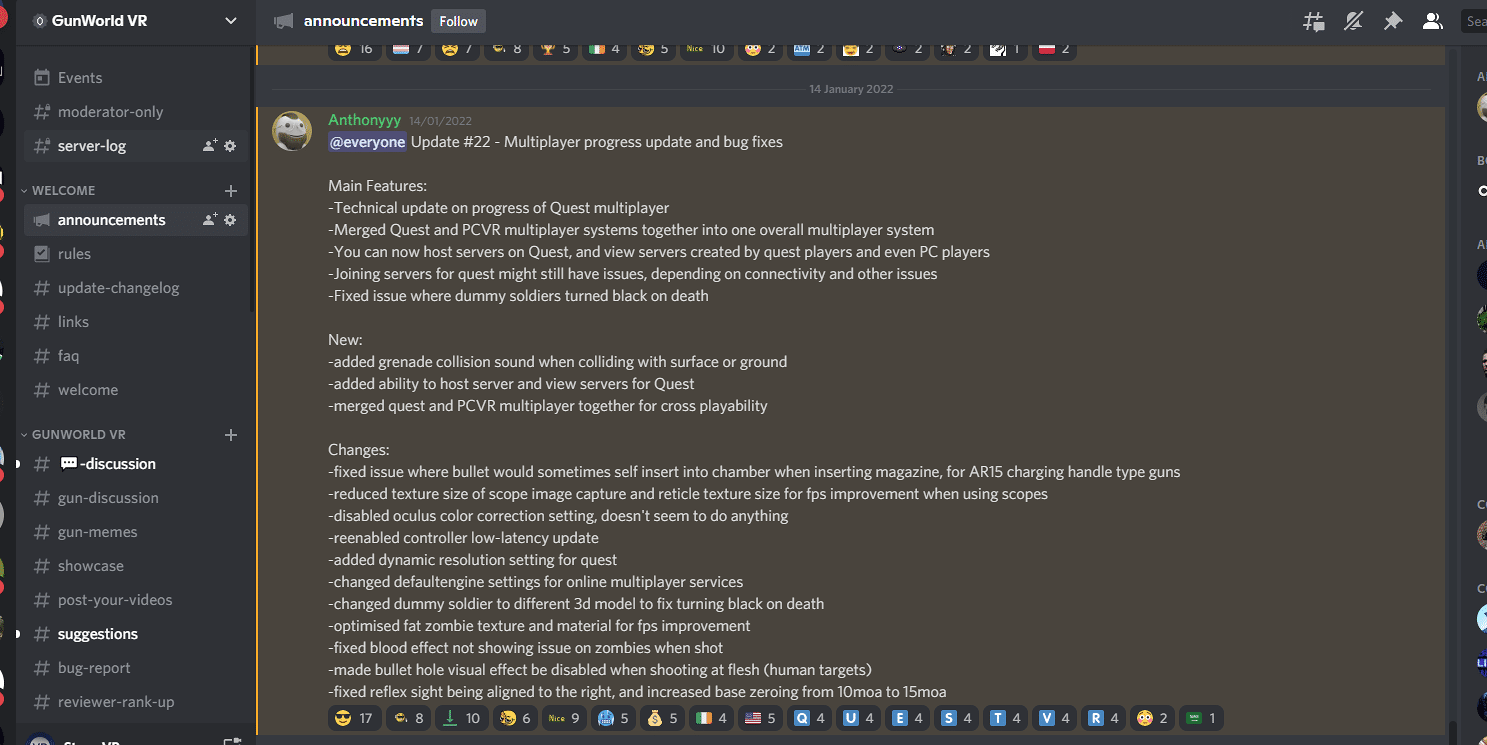 GunWorld VR
announcements
Follow
Sea
Events
moderator-only
server-log
WELCOME
announcements
rules
update-changelog
links
faq
welcome
GUNWORLD VR
-discussion
gun-discussion
gun-memes
showcase
post-your-videos
suggestions
bug-report
reviewer-rank-up
16 7 7 8 5 4 5 Nice 10 2 ATM 2 2 2 2 1 2
14 January 2022
Anthonyyy 14/01/2022
@everyone Update #22 - Multiplayer progress update and bug fixes
Main Features:
-Technical update on progress of Quest multiplayer
-Merged Quest and PCVR multiplayer systems together into one overall multiplayer system
-You can now host servers on Quest, and view servers created by quest players and even PC players
-Joining servers for quest might still have issues, depending on connectivity and other issues
-Fixed issue where dummy soldiers turned black on death
New:
-added grenade collision sound when colliding with surface or ground
-added ability to host server and view servers for Quest
-merged quest and PCVR multiplayer together for cross playability
Changes:
-fixed issue where bullet would sometimes self insert into chamber when inserting magazine, for AR15 charging handle type guns
-reduced texture size of scope image capture and reticle texture size for fps improvement when using scopes
-disabled oculus color correction setting, doesn't seem to do anything
-reenabled controller low-latency update
-added dynamic resolution setting for quest
-changed defaultengine settings for online multiplayer services
-changed dummy soldier to different 3d model to fix turning black on death
-optimised fat zombie texture and material for fps improvement
-fixed blood effect not showing issue on zombies when shot
-made bullet hole visual effect be disabled when shooting at flesh (human targets)
-fixed reflex sight being aligned to the right, and increased base zeroing from 10moa to 15moa
17 8 10 6 Nice 9 5 5 4 5 Q 4 U 4 E 4 S 4 T 4 V 4 R 4 2 1